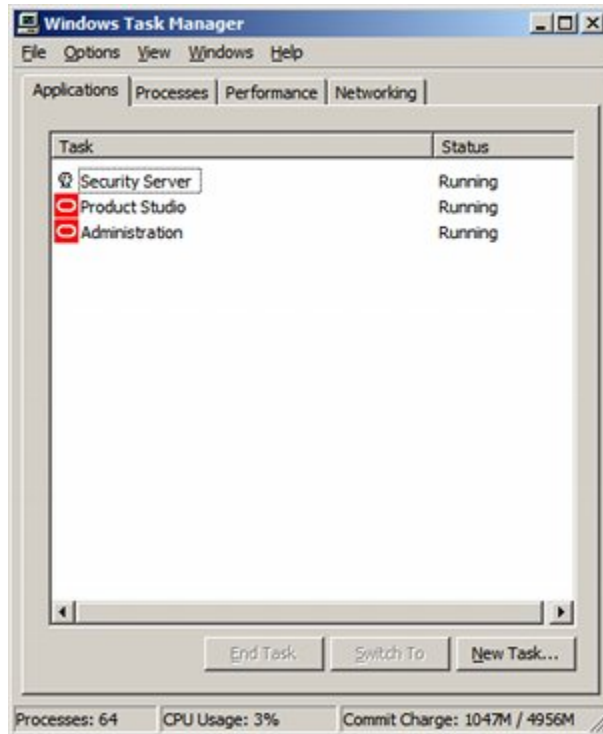 Windows Task Manager
File Options View Windows Help
Applications Processes Performance Networking
Task Status
Security Server Running
Product Studio Running
Administration Running
End Task Switch To New Task...
Processes: 64 CPU Usage: 3% Commit Charge: 1047M / 4956M